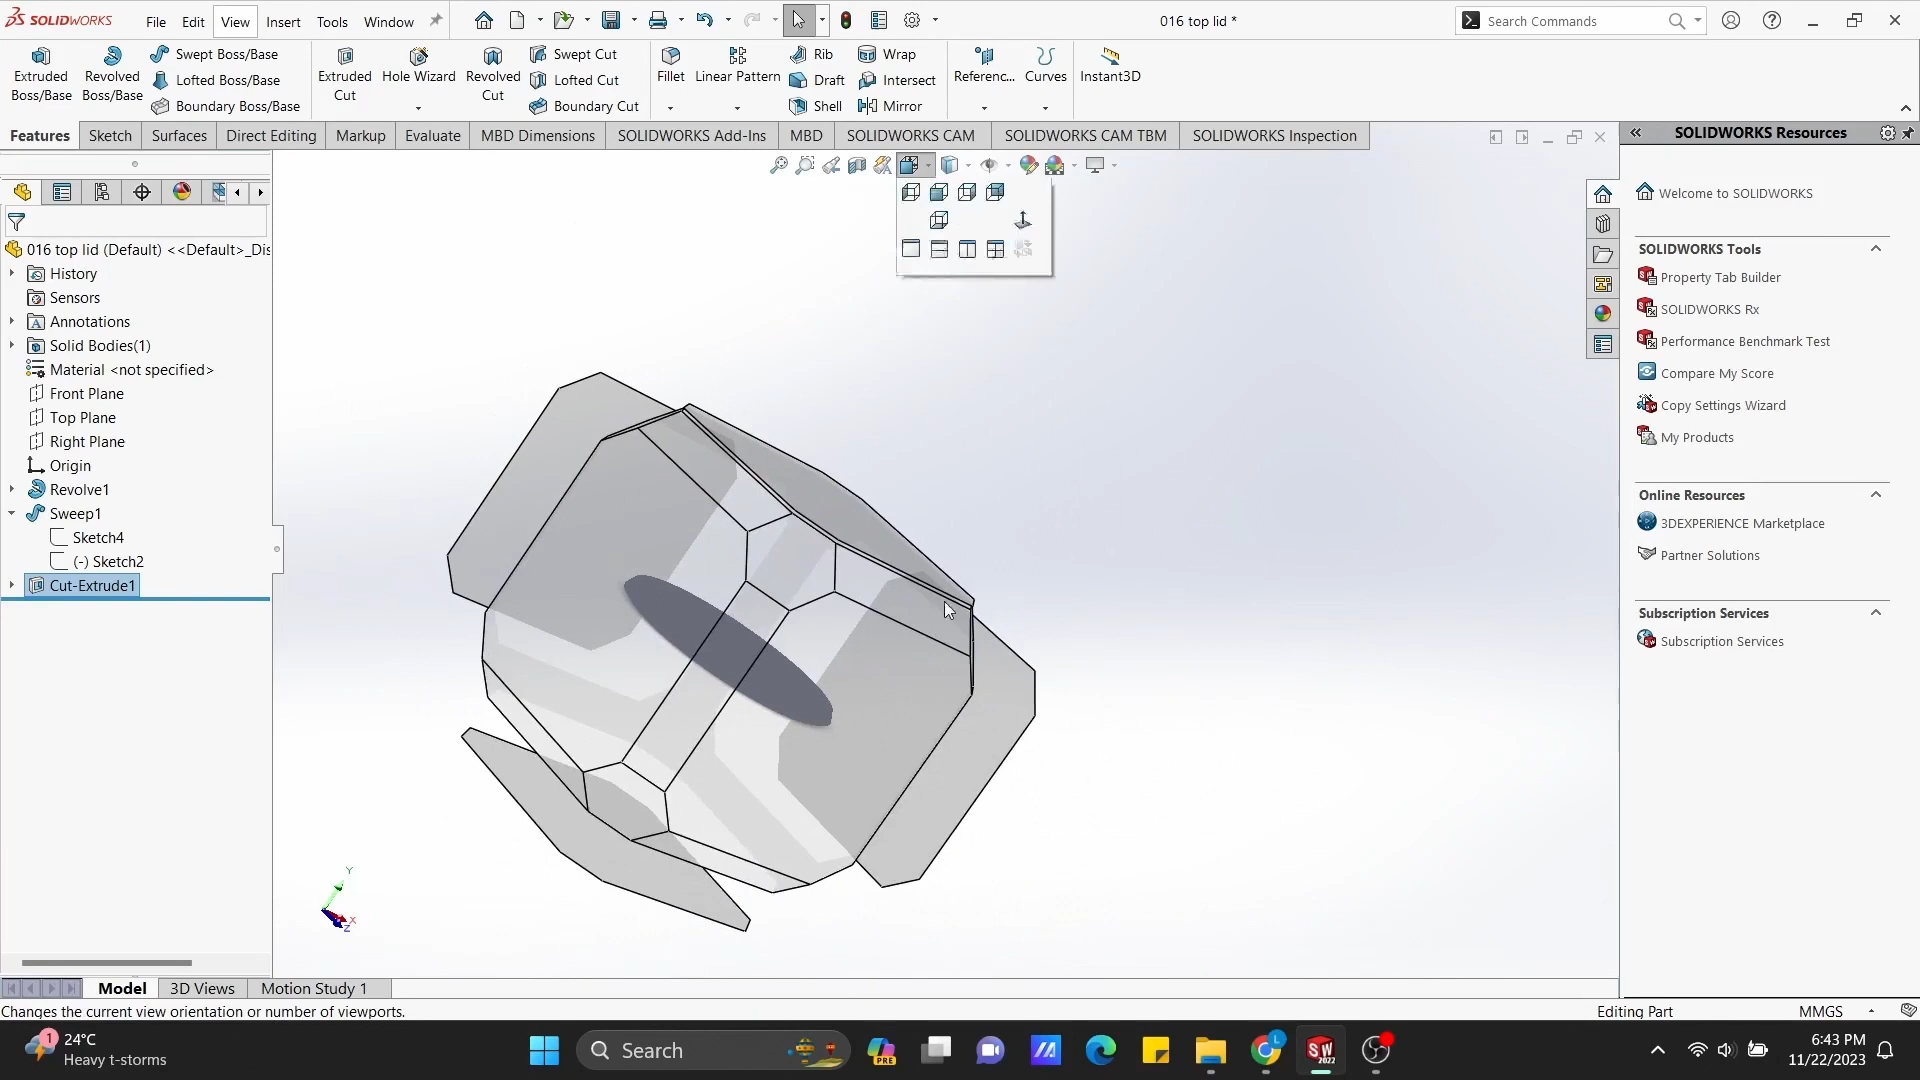 SOLIDWORKS
File
Edit
View
Insert
Tools
Window
016 top lid *
Search Commands
Extruded Boss/Base
Revolved Boss/Base
Swept Boss/Base
Lofted Boss/Base
Boundary Boss/Base
Extruded Cut
Hole Wizard
Revolved Cut
Swept Cut
Lofted Cut
Boundary Cut
Fillet
Linear Pattern
Rib
Draft
Shell
Wrap
Intersect
Mirror
Referenc...
Curves
Instant3D
Features
Sketch
Surfaces
Direct Editing
Markup
Evaluate
MBD Dimensions
SOLIDWORKS Add-Ins
MBD
SOLIDWORKS CAM
SOLIDWORKS CAM TBM
SOLIDWORKS Inspection
016 top lid (Default) <<Default>_Dis
History
Sensors
Annotations
Solid Bodies(1)
Material <not specified>
Front Plane
Top Plane
Right Plane
Origin
Revolve1
Sweep1
Sketch4
(-) Sketch2
Cut-Extrude1
Y
X
Z
SOLIDWORKS Resources
Welcome to SOLIDWORKS
SOLIDWORKS Tools
Property Tab Builder
SOLIDWORKS Rx
Performance Benchmark Test
Compare My Score
Copy Settings Wizard
My Products
Online Resources
3DEXPERIENCE Marketplace
Partner Solutions
Subscription Services
Subscription Services
Model
3D Views
Motion Study 1
Changes the current view orientation or number of viewports.
Editing Part
MMGS
1
24°C
Heavy t-storms
Search
PRE
L
SW
2022
6:43 PM
11/22/2023